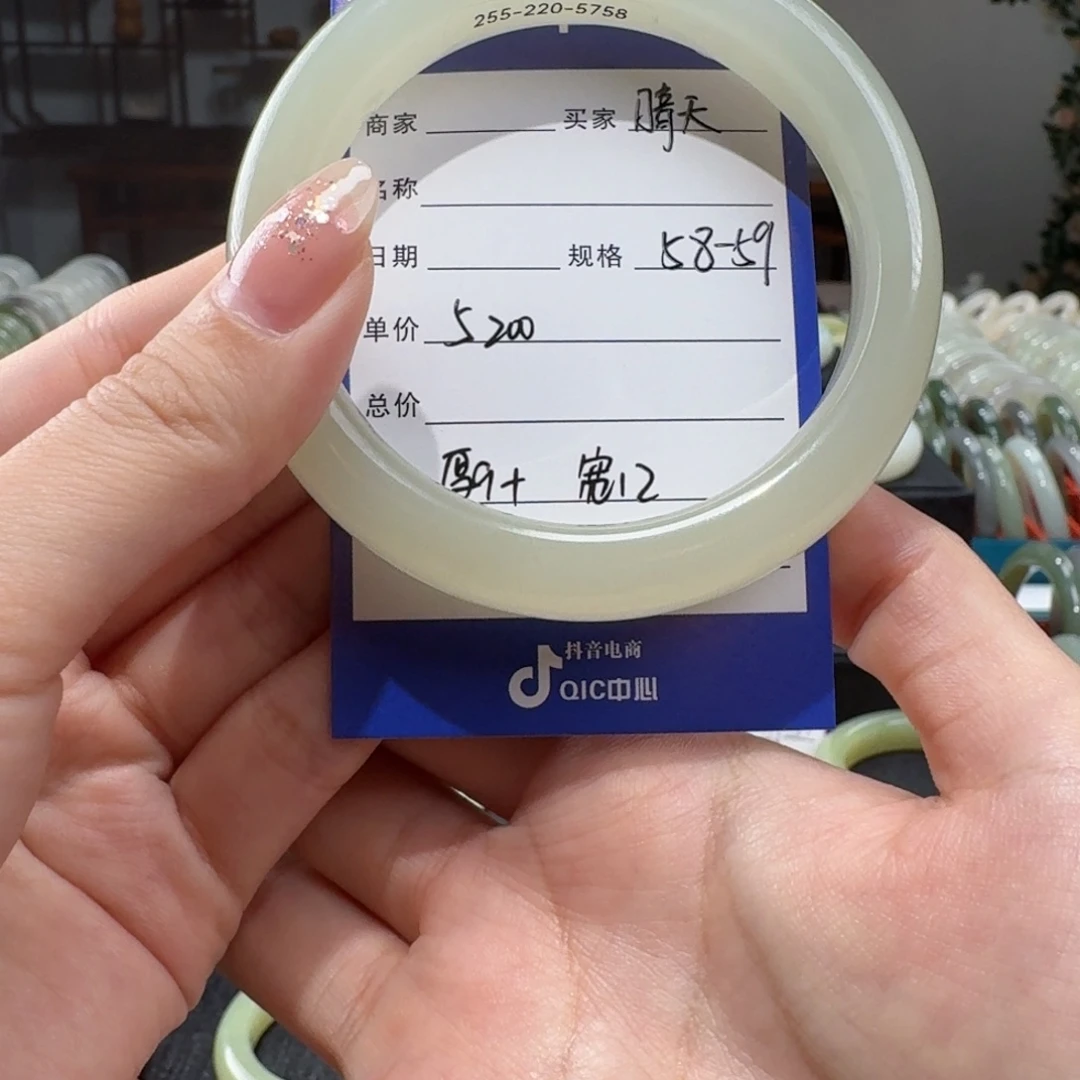 255-220-5758
商家 买家 晴天
名称
日期 规格 58-59
单价 5200
总价
厚9+ 宽12
抖音电商
QIC中心